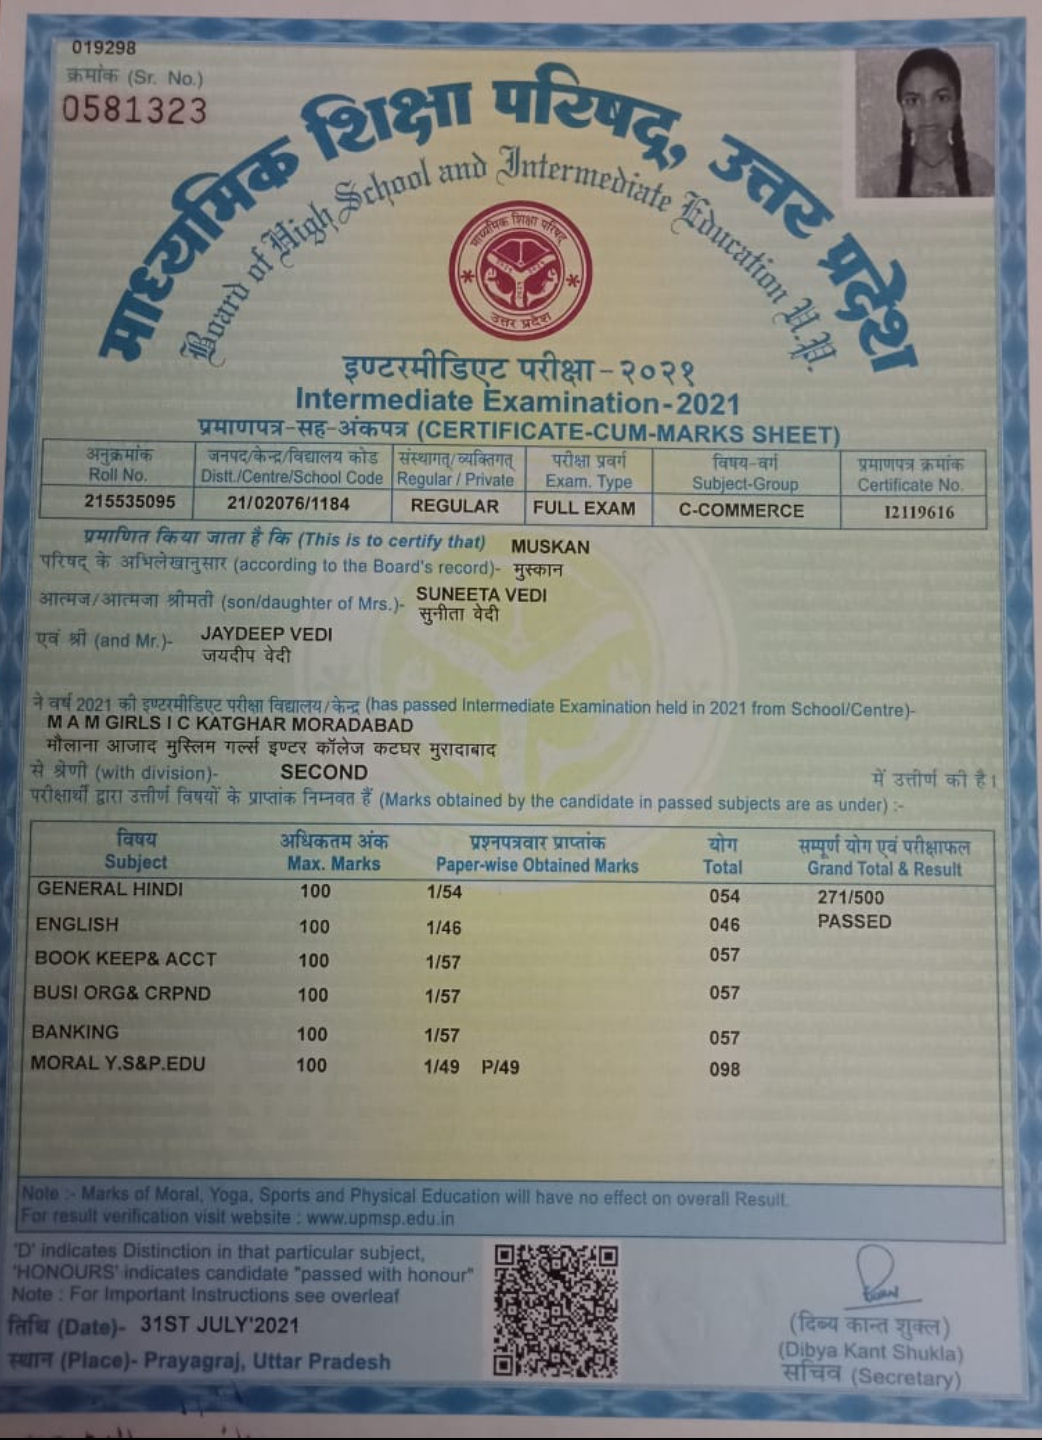 019298
क्रमांक (Sr. No.)
0581323
माध्यमिक शिक्षा परिषद्, उत्तर प्रदेश
Board of High School and Intermediate Education U.P.
माध्यमिक शिक्षा परिषद
उत्तर प्रदेश
इण्टरमीडिएट परीक्षा - २०२१
Intermediate Examination-2021
प्रमाणपत्र-सह-अंकपत्र (CERTIFICATE-CUM-MARKS SHEET)
अनुक्रमांक जनपद/केन्द्र/विद्यालय कोड संस्थागत्/व्यक्तिगत् परीक्षा प्रवर्ग विषय-वर्ग प्रमाणपत्र क्रमांक
Roll No. Distt./Centre/School Code Regular / Private Exam. Type Subject-Group Certificate No.
215535095 21/02076/1184 REGULAR FULL EXAM C-COMMERCE I2119616
प्रमाणित किया जाता है कि (This is to certify that) MUSKAN
परिषद् के अभिलेखानुसार (according to the Board's record)- मुस्कान
आत्मज/आत्मजा श्रीमती (son/daughter of Mrs.)- SUNEETA VEDI
सुनीता वेदी
एवं श्री (and Mr.)- JAYDEEP VEDI
जयदीप वेदी
ने वर्ष 2021 की इण्टरमीडिएट परीक्षा विद्यालय/केन्द्र (has passed Intermediate Examination held in 2021 from School/Centre)-
M A M GIRLS I C KATGHAR MORADABAD
मौलाना आजाद मुस्लिम गर्ल्स इण्टर कॉलेज कटघर मुरादाबाद
से श्रेणी (with division)- SECOND में उत्तीर्ण की है।
परीक्षार्थी द्वारा उत्तीर्ण विषयों के प्राप्तांक निम्नवत हैं (Marks obtained by the candidate in passed subjects are as under) :-
विषय अधिकतम अंक प्रश्नपत्रवार प्राप्तांक योग सम्पूर्ण योग एवं परीक्षाफल
Subject Max. Marks Paper-wise Obtained Marks Total Grand Total & Result
GENERAL HINDI 100 1/54 054 271/500
ENGLISH 100 1/46 046 PASSED
BOOK KEEP& ACCT 100 1/57 057
BUSI ORG& CRPND 100 1/57 057
BANKING 100 1/57 057
MORAL Y.S&P.EDU 100 1/49 P/49 098
Note :- Marks of Moral, Yoga, Sports and Physical Education will have no effect on overall Result.
For result verification visit website : www.upmsp.edu.in
'D' indicates Distinction in that particular subject,
'HONOURS' indicates candidate "passed with honour"
Note : For Important Instructions see overleaf
तिथि (Date)- 31ST JULY'2021
स्थान (Place)- Prayagraj, Uttar Pradesh
(दिब्य कान्त शुक्ल)
(Dibya Kant Shukla)
सचिव (Secretary)